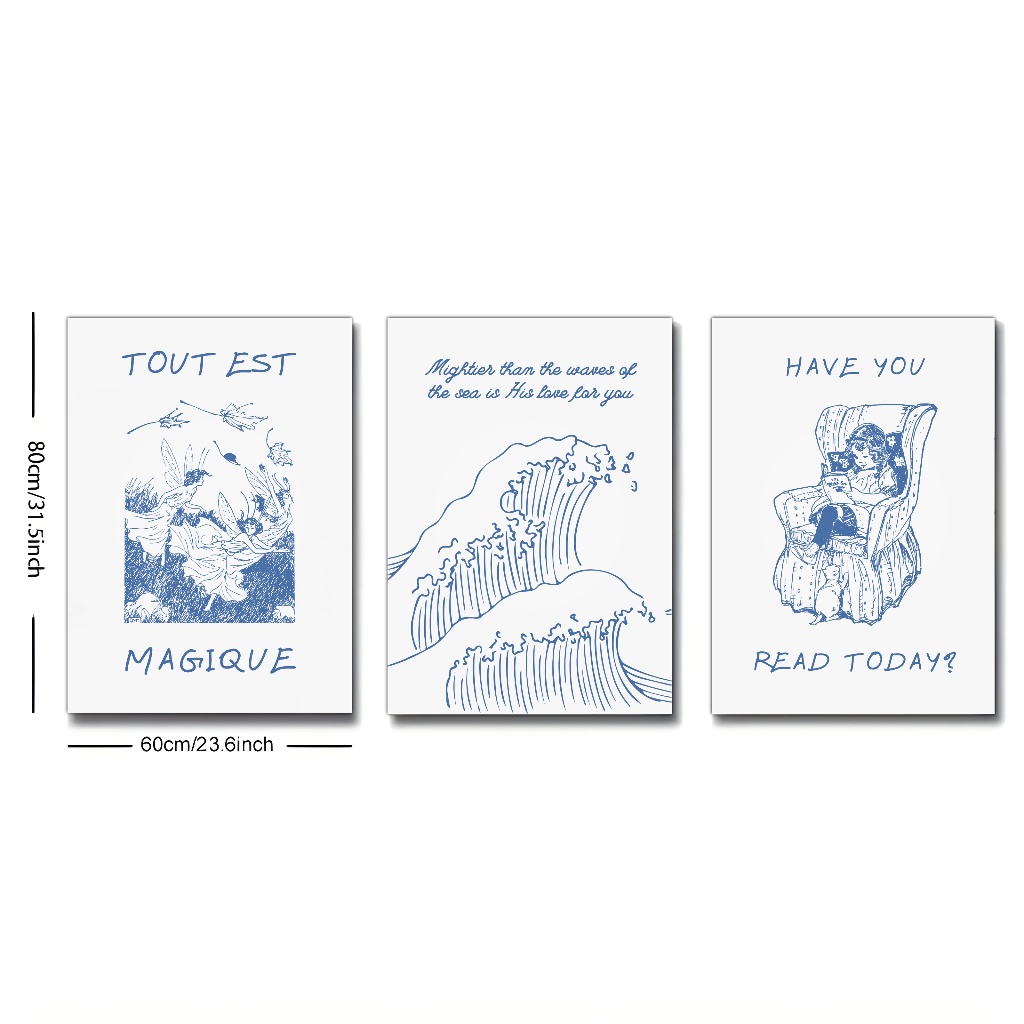 TOUT EST
MAGIQUE
Mightier than the waves of
the sea is His love for you
HAVE YOU
READ TODAY?
80cm/31.5inch
60cm/23.6inch